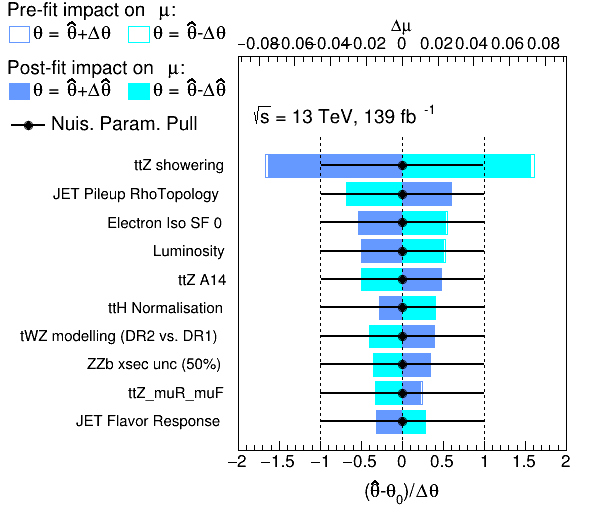 Pre-fit impact on μ:
θ = θ̂+Δθ θ = θ̂-Δθ
Post-fit impact on μ:
θ = θ̂+Δθ̂ θ = θ̂-Δθ̂
Nuis. Param. Pull
Δμ
−0.08 −0.06 −0.04 −0.02 0 0.02 0.04 0.06 0.08
√s = 13 TeV, 139 fb⁻¹
ttZ showering
JET Pileup RhoTopology
Electron Iso SF 0
Luminosity
ttZ A14
ttH Normalisation
tWZ modelling (DR2 vs. DR1)
ZZb xsec unc (50%)
ttZ_muR_muF
JET Flavor Response
−2 −1.5 −1 −0.5 0 0.5 1 1.5 2
(θ̂-θ₀)/Δθ